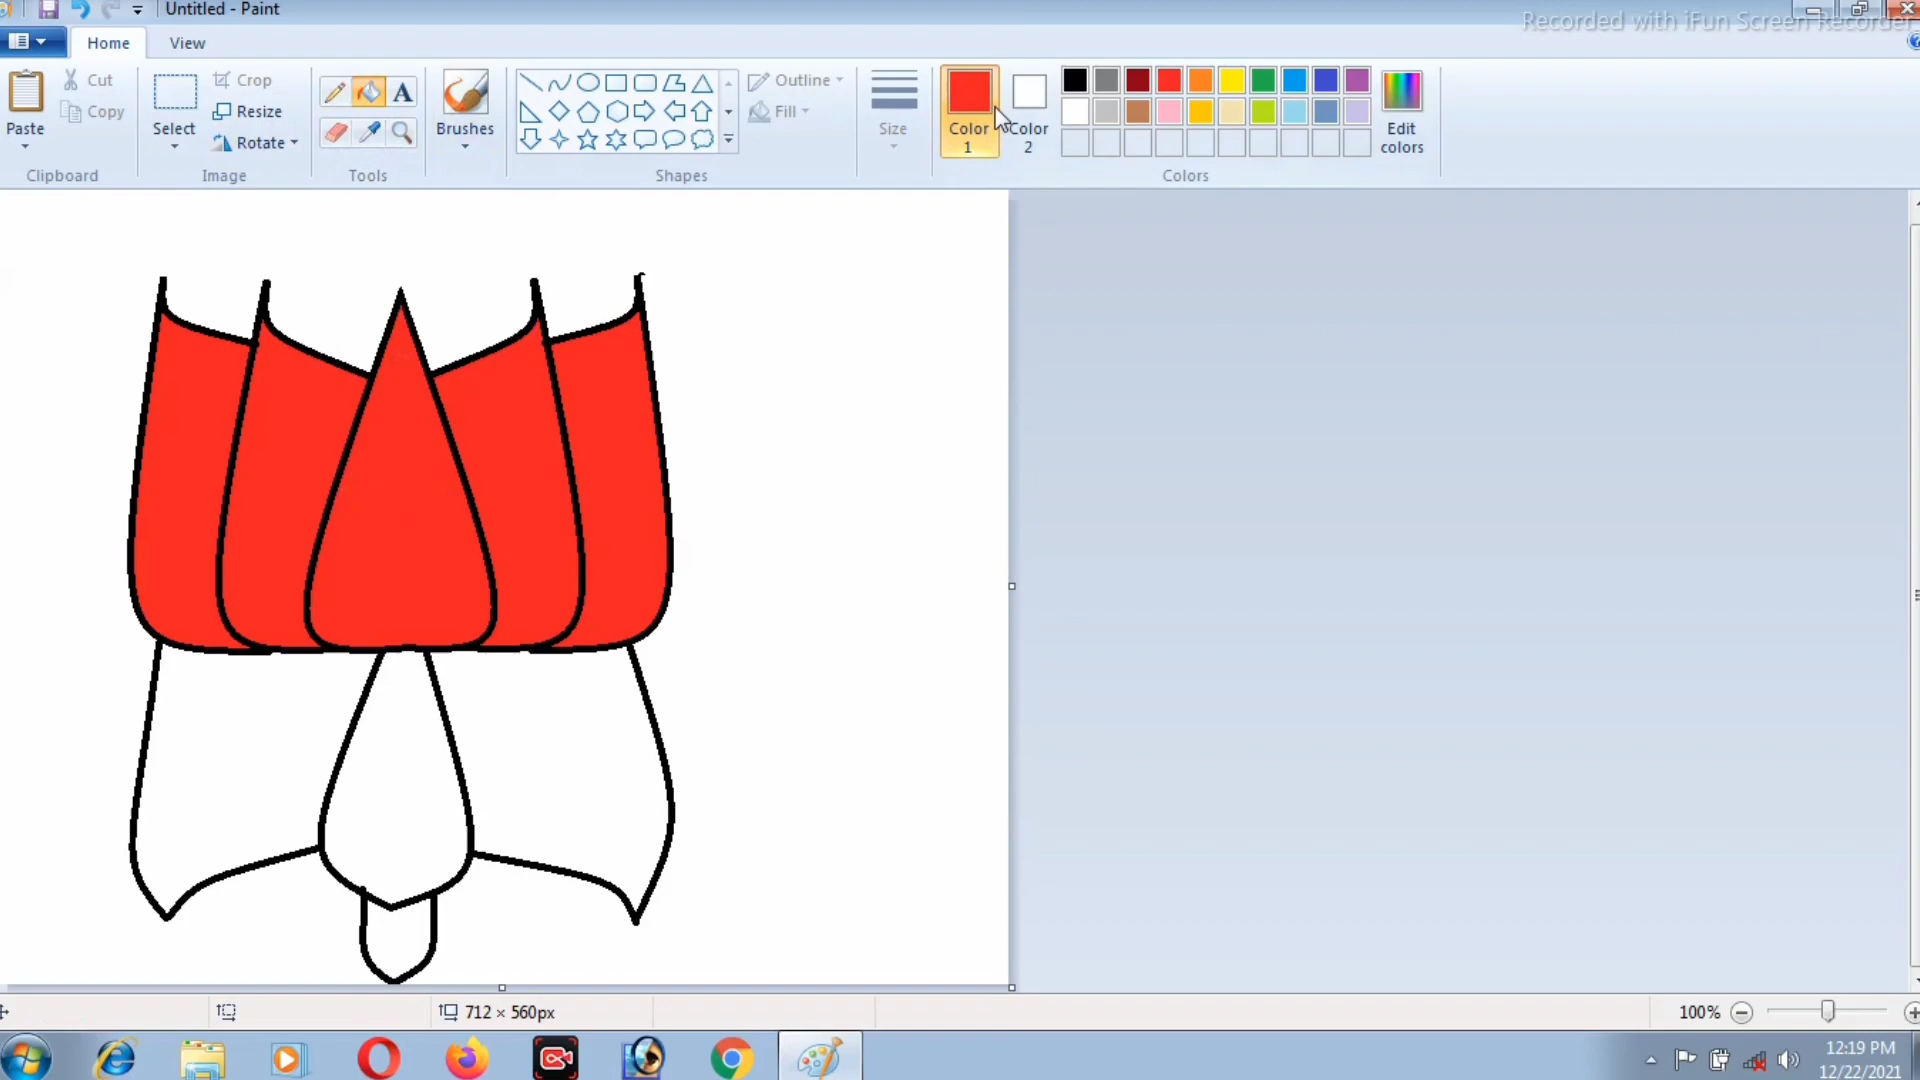 Untitled - Paint
Recorded with iFun Screen Recorder
Home
View
Paste
Cut
Copy
Clipboard
Select
Crop
Resize
Rotate
Image
A
Tools
Brushes
Shapes
Outline
Fill
Size
Color
1
Color
2
Edit
colors
Colors
712 × 560px
100%
12:19 PM
12/22/2021